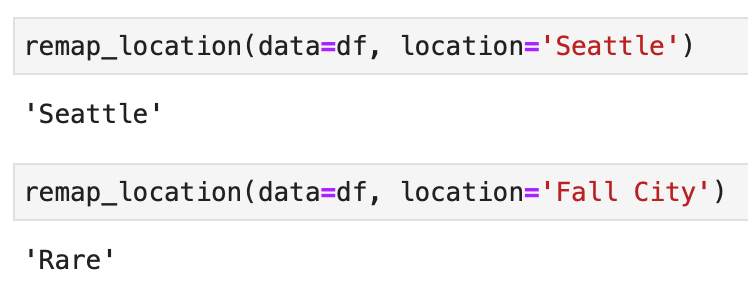 remap_location(data=df, location='Seattle')
'Seattle'
remap_location(data=df, location='Fall City')
'Rare'